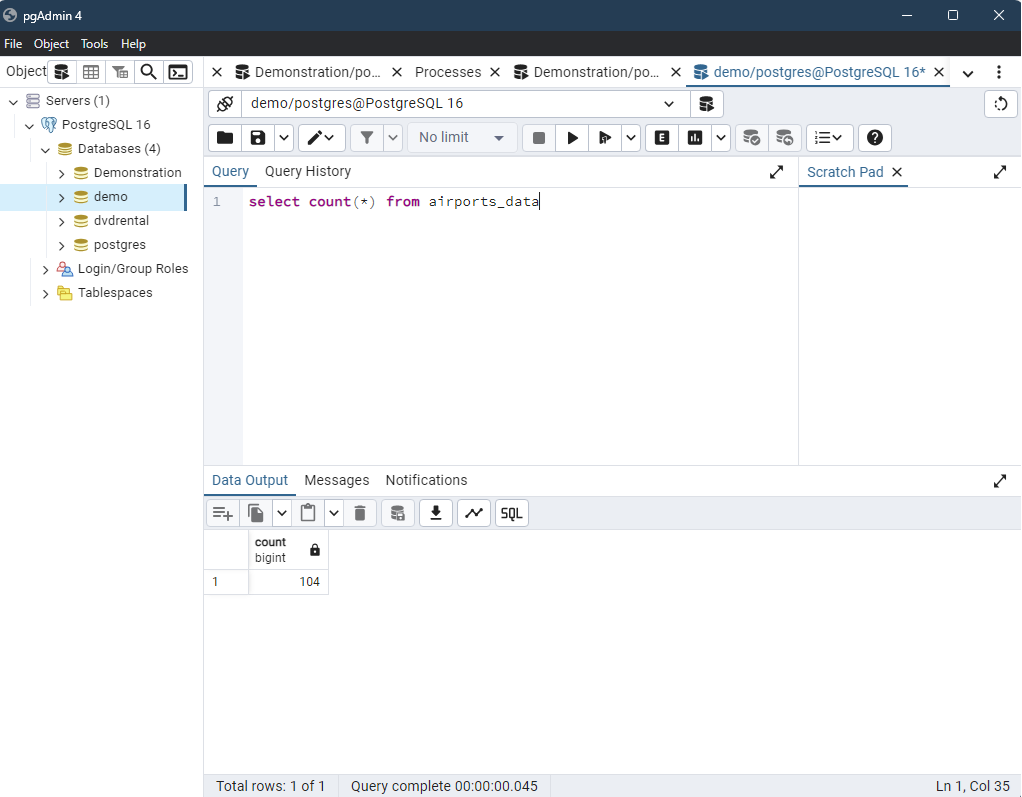 pgAdmin 4
File Object Tools Help
Object
Demonstration/po...
Processes
Demonstration/po...
demo/postgres@PostgreSQL 16*
Servers (1)
PostgreSQL 16
Databases (4)
Demonstration
demo
dvdrental
postgres
Login/Group Roles
Tablespaces
demo/postgres@PostgreSQL 16
No limit
E
Query Query History
Scratch Pad
1 select count(*) from airports_data
Data Output Messages Notifications
SQL
count
bigint
1 104
Total rows: 1 of 1 Query complete 00:00:00.045 Ln 1, Col 35